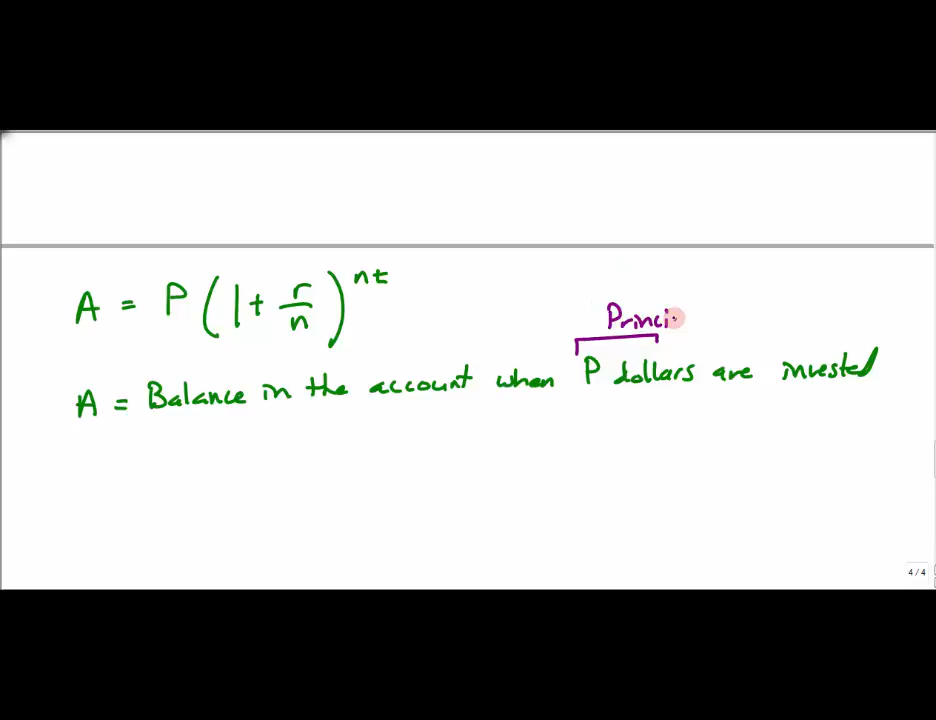 A = P(1 + r/n)^nt
Princi
A = Balance in the account when P dollars are invested
4 / 4